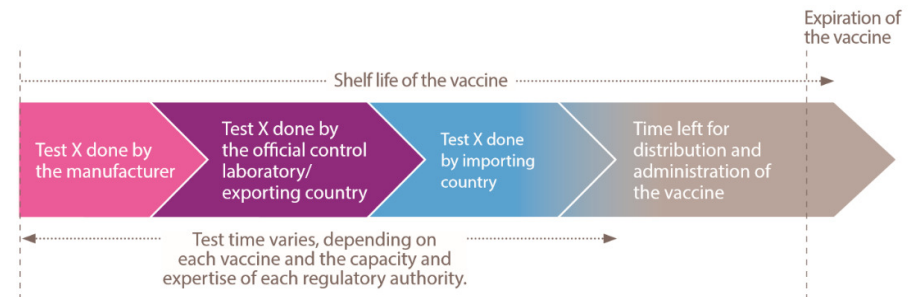 Expiration of
the vaccine
Shelf life of the vaccine
Test X done by
the manufacturer
Test X done by
the official control
laboratory/
exporting country
Test X done
by importing
country
Time left for
distribution and
administration of
the vaccine
Test time varies, depending on
each vaccine and the capacity and
expertise of each regulatory authority.